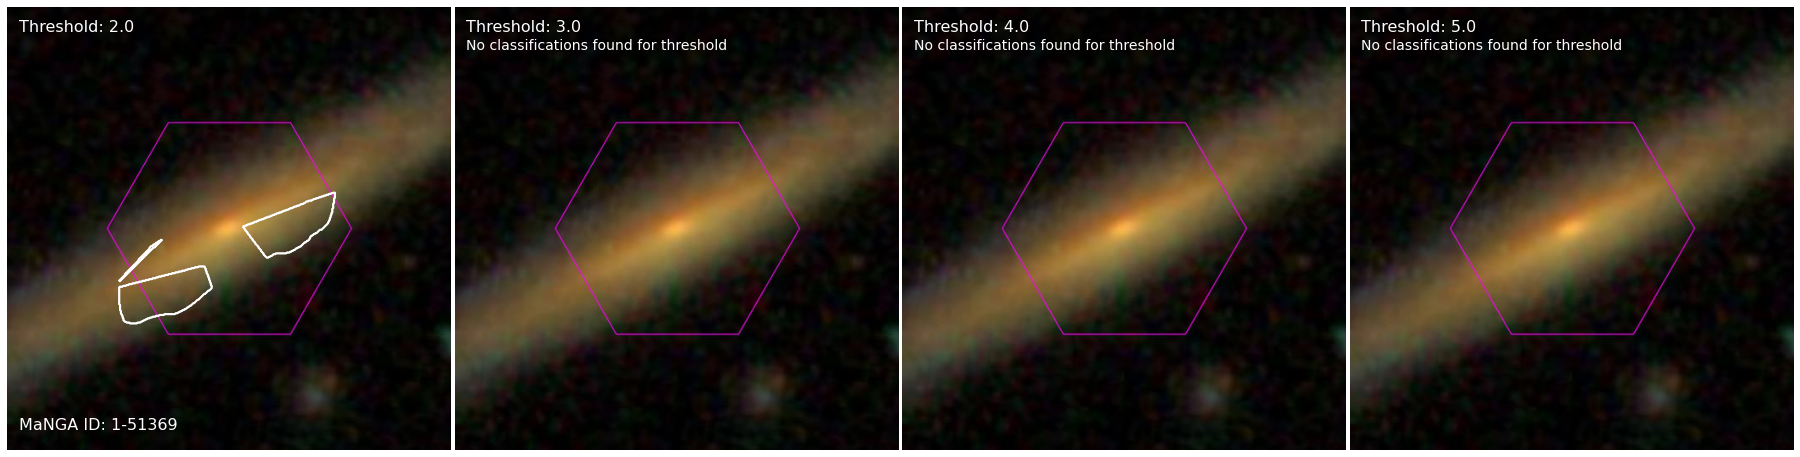 Threshold: 2.0
MaNGA ID: 1-51369
Threshold: 3.0
No classifications found for threshold
Threshold: 4.0
No classifications found for threshold
Threshold: 5.0
No classifications found for threshold